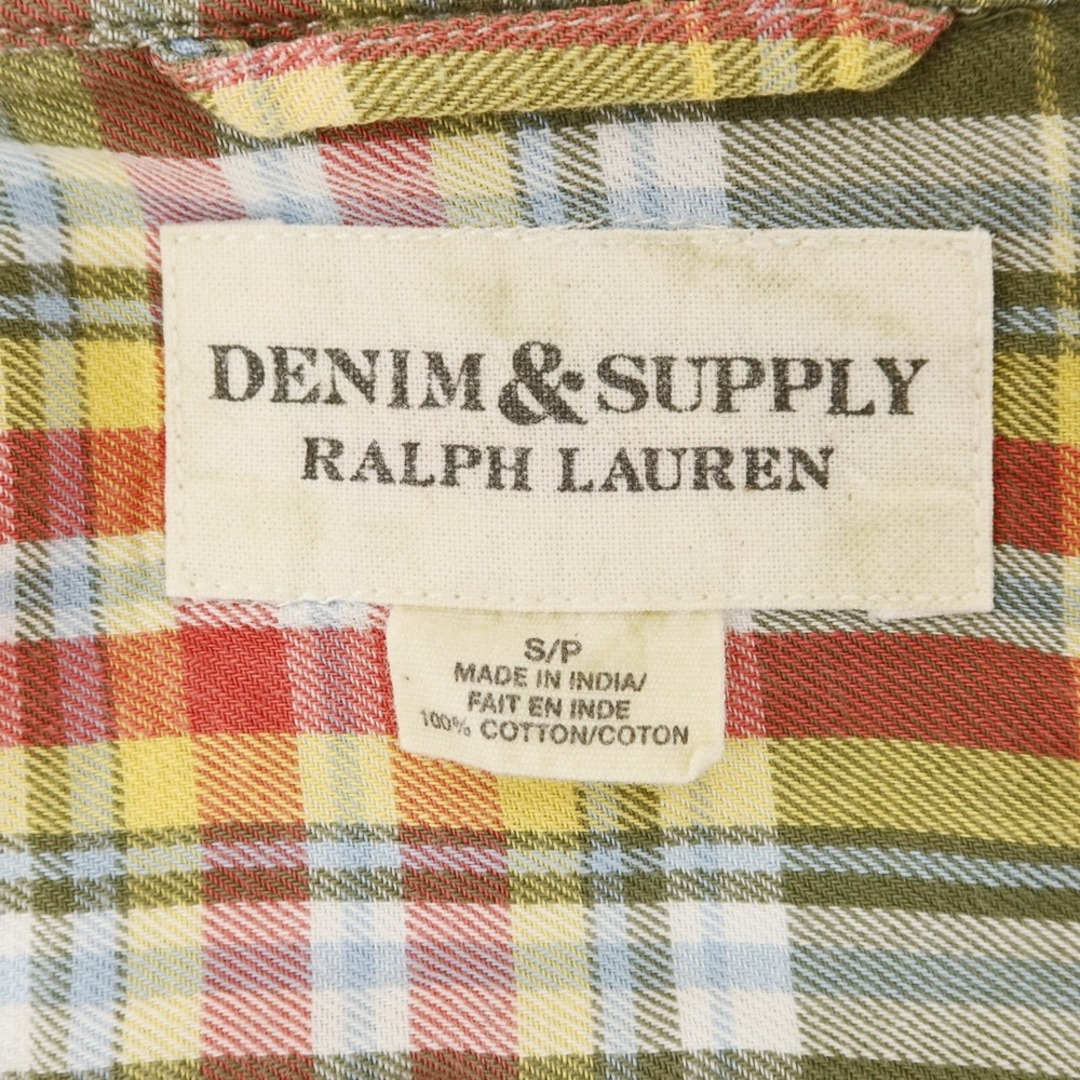 DENIM & SUPPLY
RALPH LAUREN
S/P
MADE IN INDIA/
FAIT EN INDE
100% COTTON/COTON